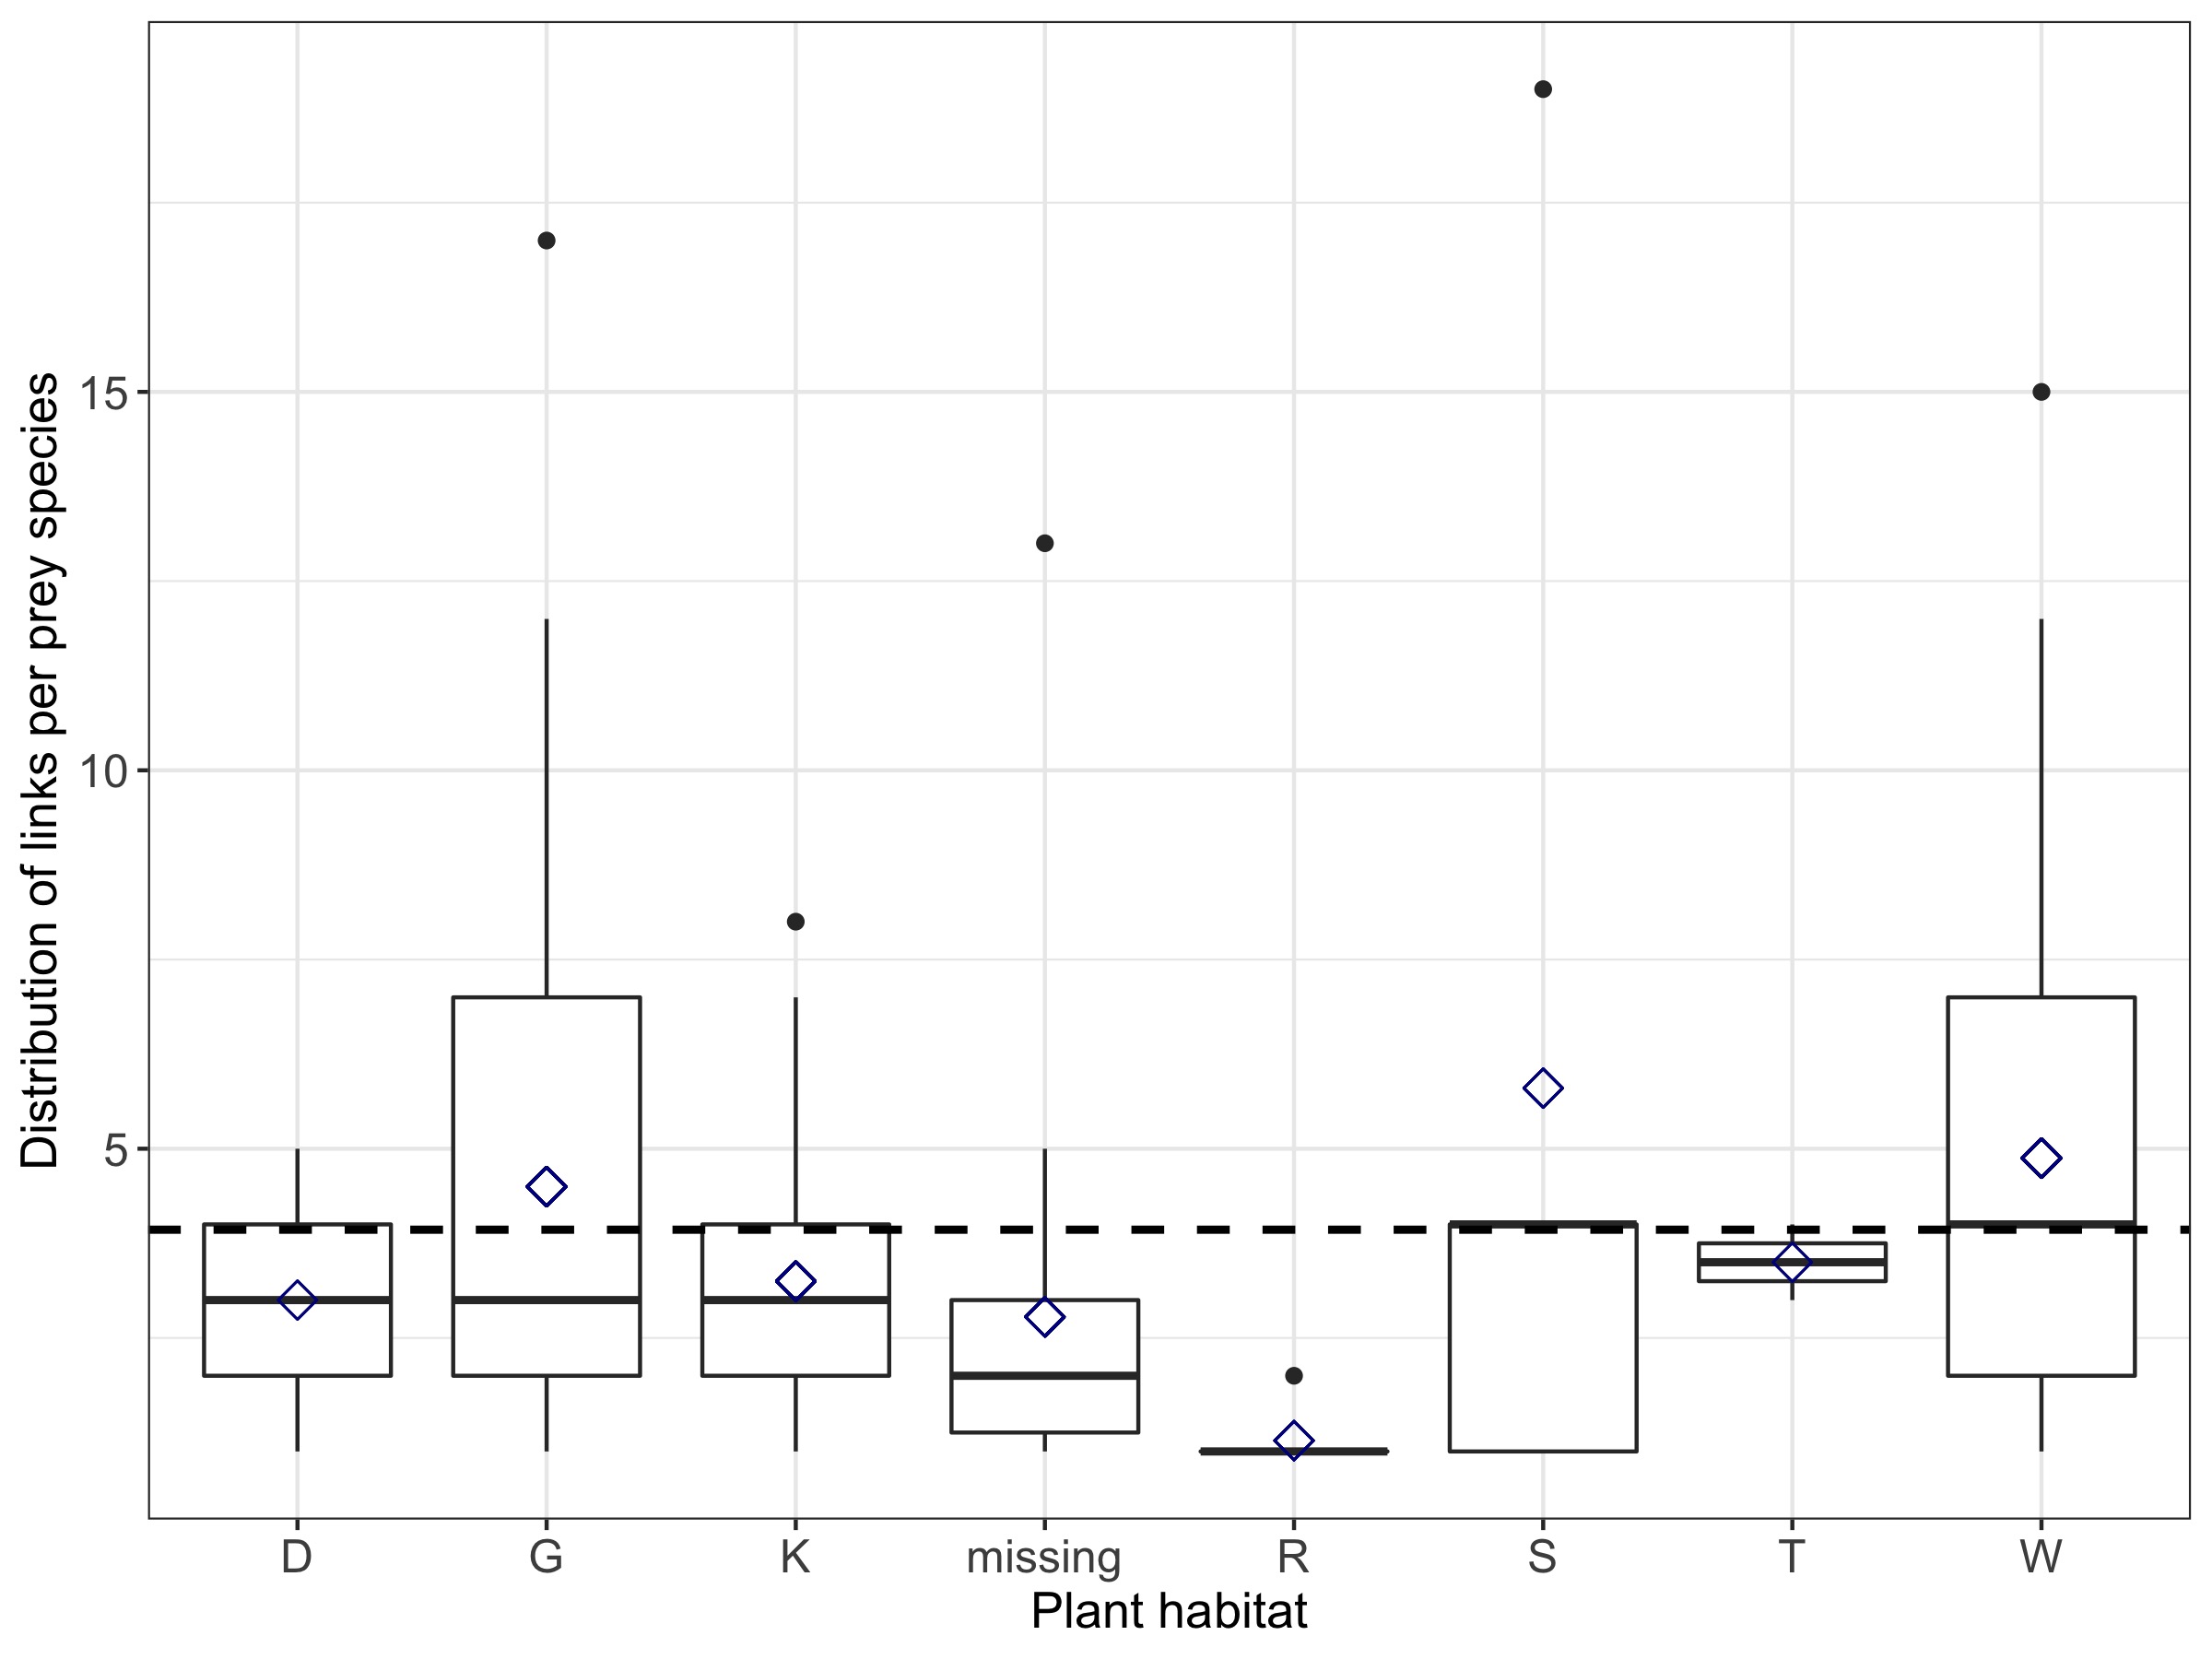 Distribution of links per prey species
15
10
5
D G K missing R S T W
Plant habitat